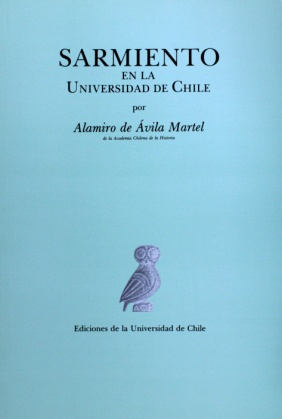 SARMIENTO
EN LA
UNIVERSIDAD DE CHILE
por
Alamiro de Ávila Martel
de la Academia Chilena de la Historia
Ediciones de la Universidad de Chile